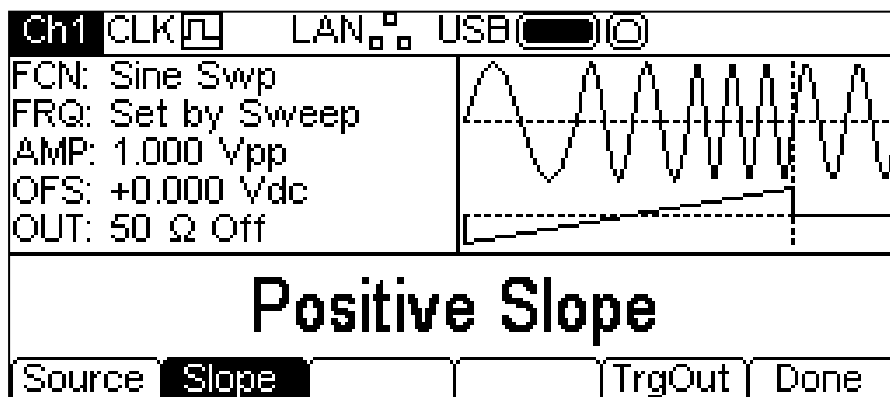 Ch1 CLK LAN USB
FCN: Sine Swp
FRQ: Set by Sweep
AMP: 1.000 Vpp
OFS: +0.000 Vdc
OUT: 50 Ω Off
Positive Slope
Source Slope TrgOut Done